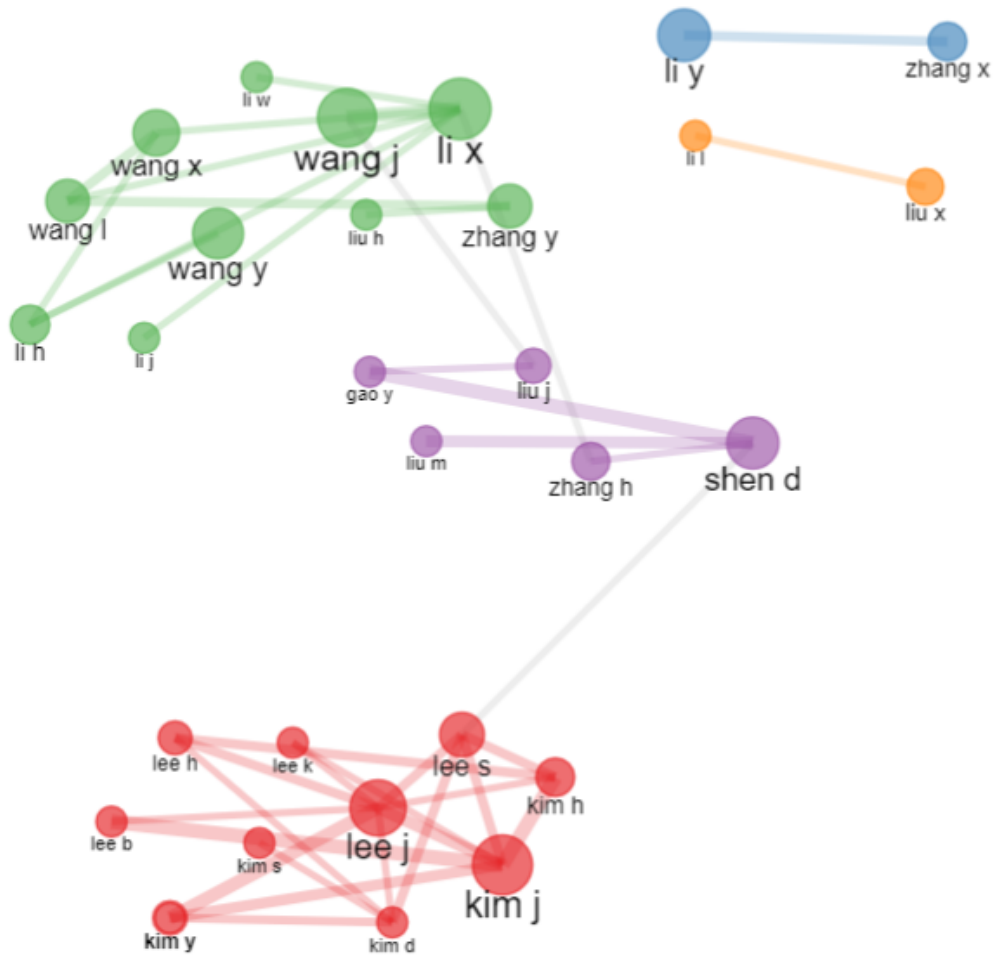 li y
zhang x
li w
wang x
wang j
li x
li l
liu x
wang l
wang y
liu h
zhang y
li h
li j
gao y
liu j
liu m
zhang h
shen d
lee h
lee k
lee s
kim h
lee b
kim s
lee j
kim j
kim y
kim d